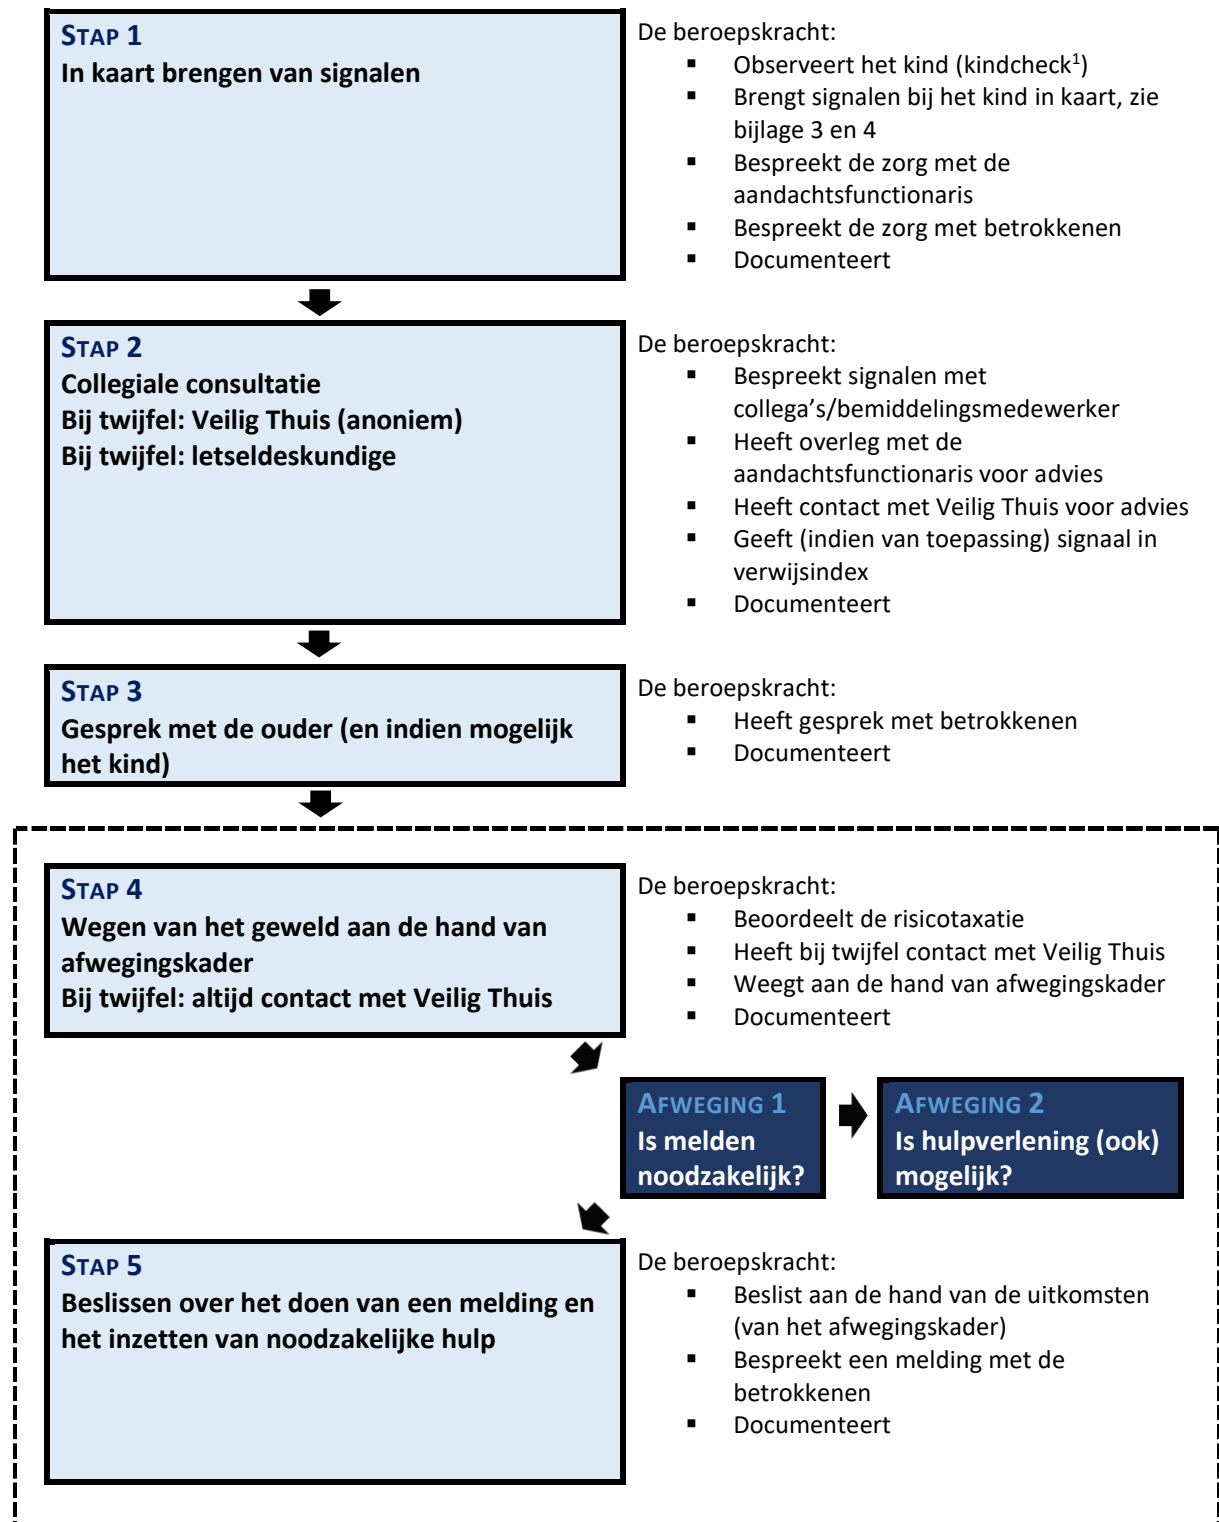 STAP 1
In kaart brengen van signalen
De beroepskracht:
▪ Observeert het kind (kindcheck¹)
▪ Brengt signalen bij het kind in kaart, zie
bijlage 3 en 4
▪ Bespreekt de zorg met de
aandachtsfunctionaris
▪ Bespreekt de zorg met betrokkenen
▪ Documenteert
STAP 2
Collegiale consultatie
Bij twijfel: Veilig Thuis (anoniem)
Bij twijfel: letseldeskundige
De beroepskracht:
▪ Bespreekt signalen met
collega’s/bemiddelingsmedewerker
▪ Heeft overleg met de
aandachtsfunctionaris voor advies
▪ Heeft contact met Veilig Thuis voor advies
▪ Geeft (indien van toepassing) signaal in
verwijsindex
▪ Documenteert
STAP 3
Gesprek met de ouder (en indien mogelijk
het kind)
De beroepskracht:
▪ Heeft gesprek met betrokkenen
▪ Documenteert
STAP 4
Wegen van het geweld aan de hand van
afwegingskader
Bij twijfel: altijd contact met Veilig Thuis
De beroepskracht:
▪ Beoordeelt de risicotaxatie
▪ Heeft bij twijfel contact met Veilig Thuis
▪ Weegt aan de hand van afwegingskader
▪ Documenteert
AFWEGING 1
Is melden
noodzakelijk?
AFWEGING 2
Is hulpverlening (ook)
mogelijk?
STAP 5
Beslissen over het doen van een melding en
het inzetten van noodzakelijke hulp
De beroepskracht:
▪ Beslist aan de hand van de uitkomsten
(van het afwegingskader)
▪ Bespreekt een melding met de
betrokkenen
▪ Documenteert